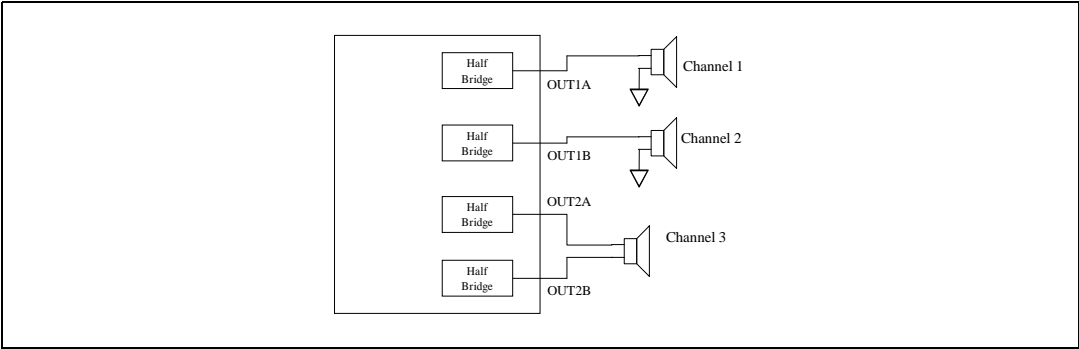 Half
Bridge
OUT1A
Channel 1
Half
Bridge
OUT1B
Channel 2
Half
Bridge
OUT2A
Channel 3
Half
Bridge
OUT2B